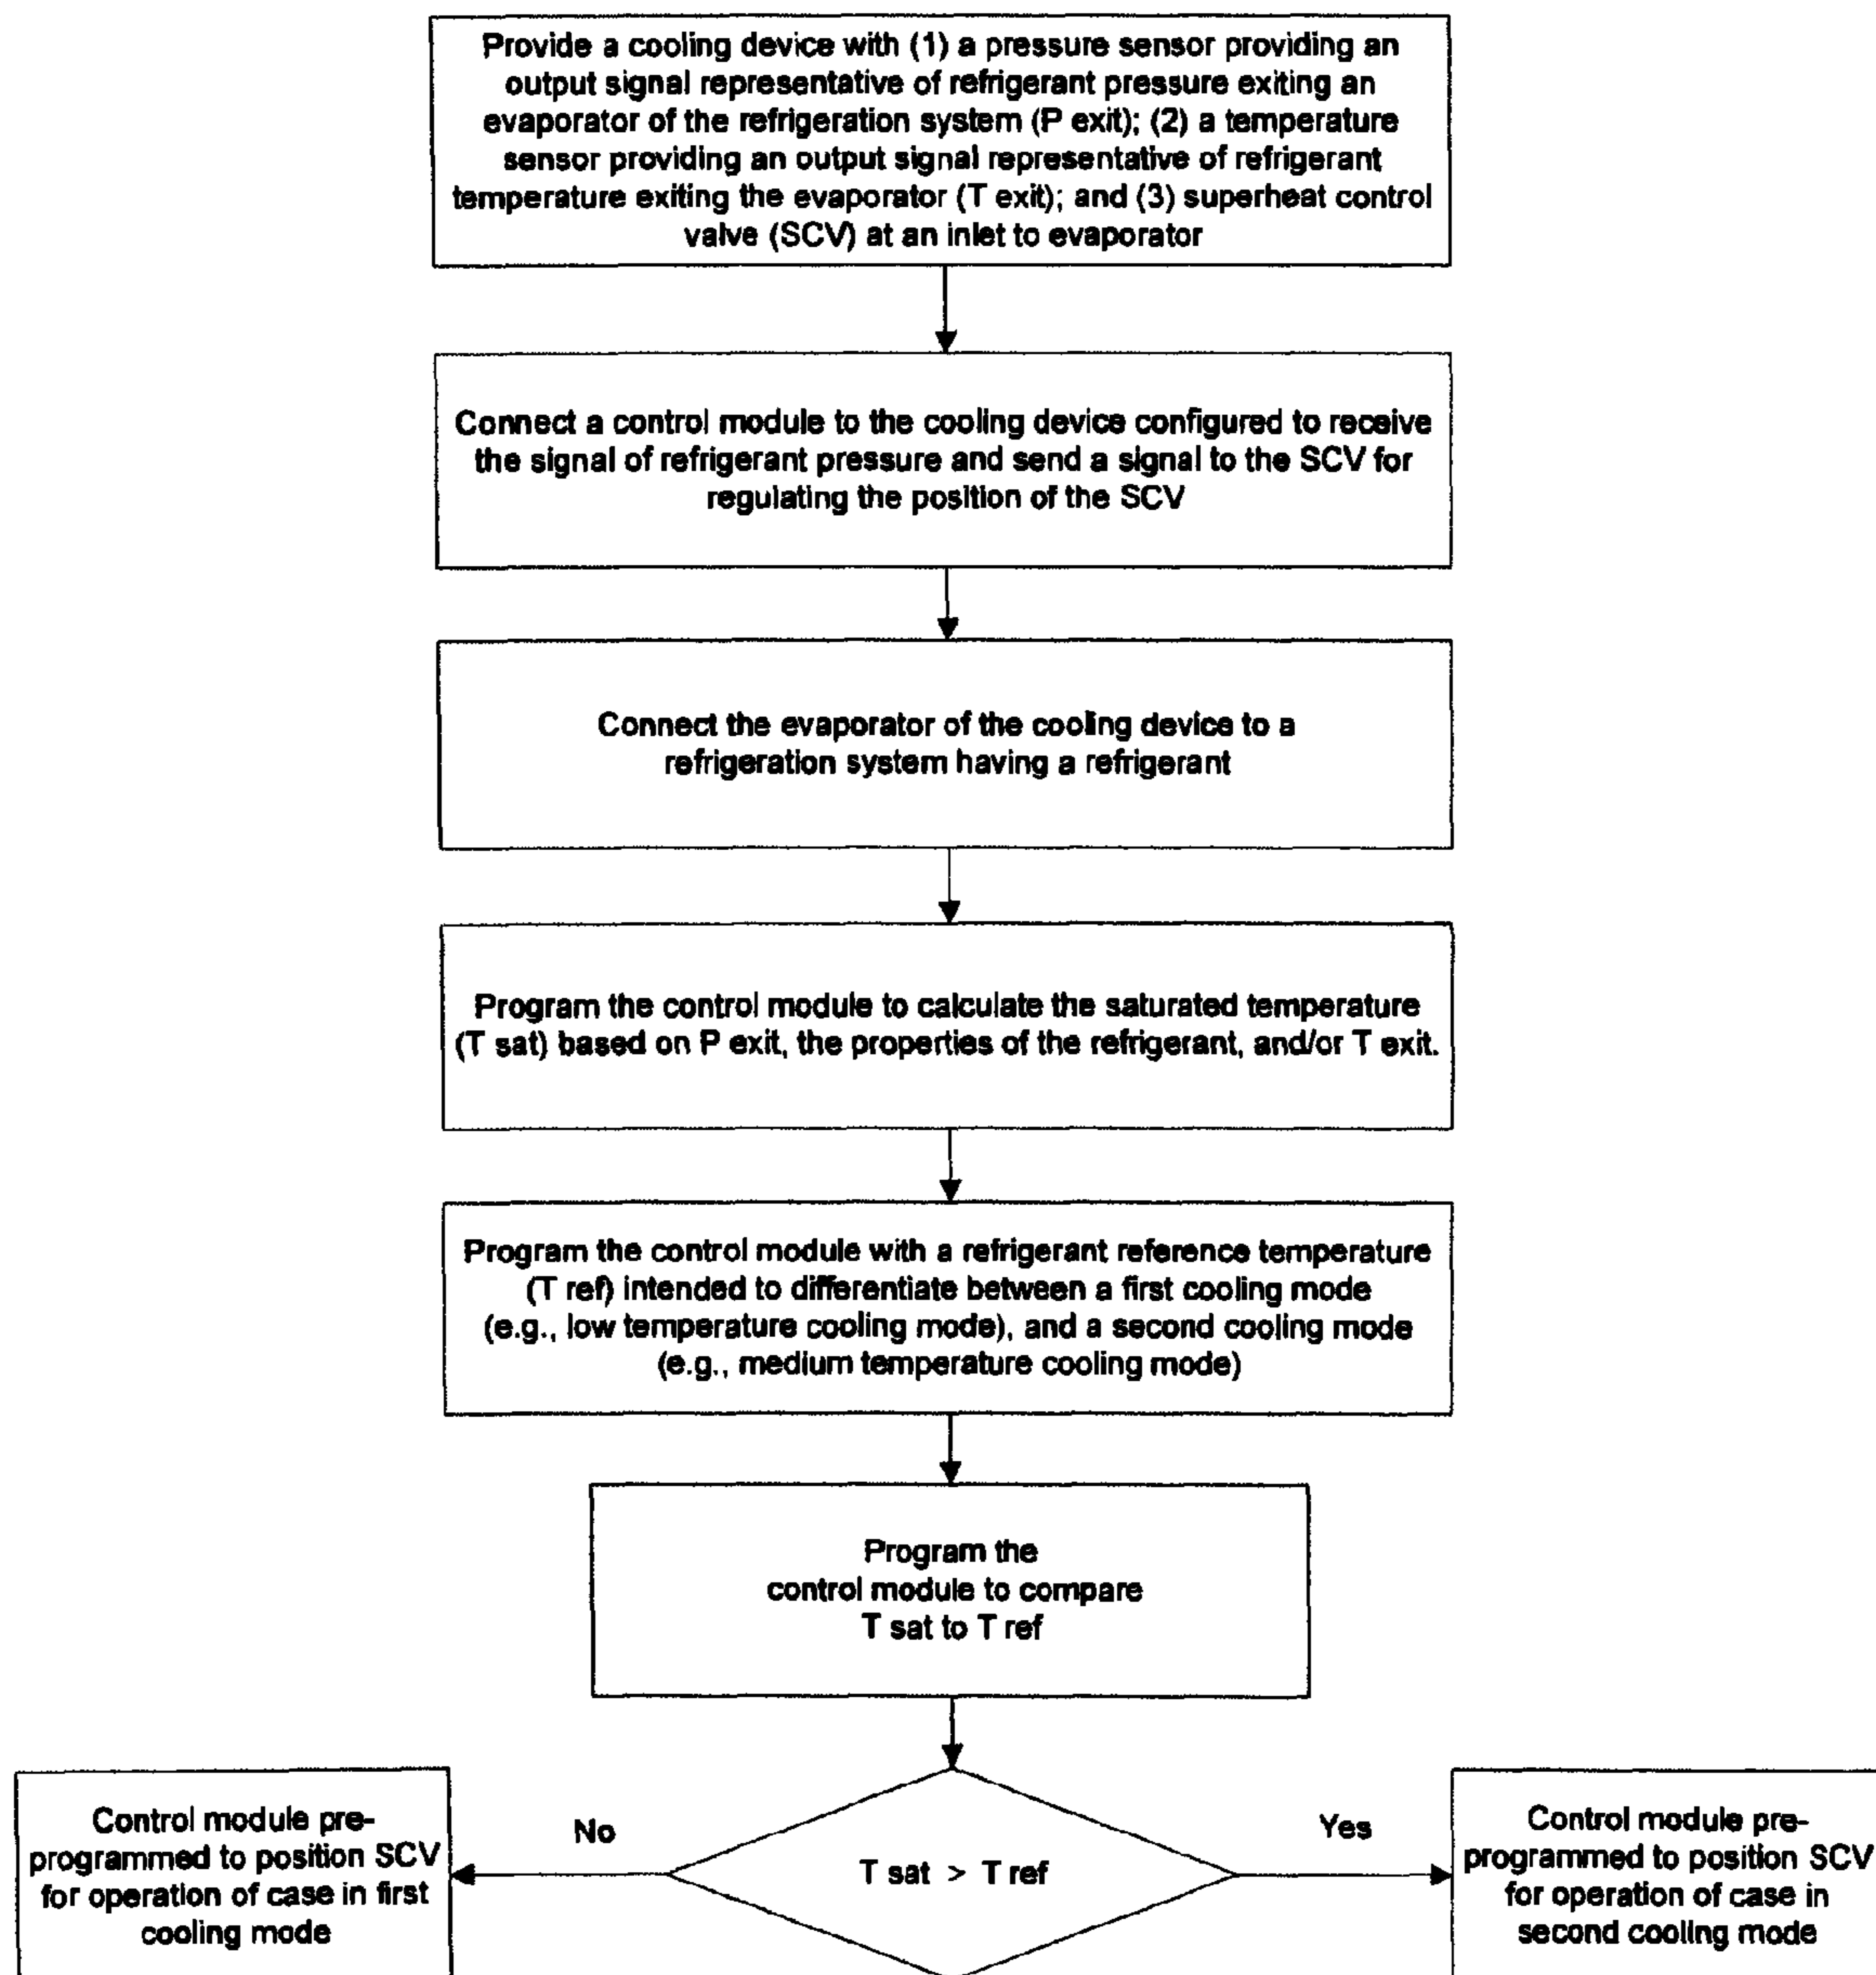 Provide a cooling device with (1) a pressure sensor providing an
output signal representative of refrigerant pressure exiting an
evaporator of the refrigeration system (P exit); (2) a temperature
sensor providing an output signal representative of refrigerant
temperature exiting the evaporator (T exit); and (3) superheat control
valve (SCV) at an inlet to evaporator
Connect a control module to the cooling device configured to receive
the signal of refrigerant pressure and send a signal to the SCV for
regulating the position of the SCV
Connect the evaporator of the cooling device to a
refrigeration system having a refrigerant
Program the control module to calculate the saturated temperature
(T sat) based on P exit, the properties of the refrigerant, and/or T exit.
Program the control module with a refrigerant reference temperature
(T ref) intended to differentiate between a first cooling mode
(e.g., low temperature cooling mode), and a second cooling mode
(e.g., medium temperature cooling mode)
Program the
control module to compare
T sat to T ref
Control module pre-
programmed to position SCV
for operation of case in first
cooling mode
No
T sat > T ref
Yes
Control module pre-
programmed to position SCV
for operation of case in
second cooling mode